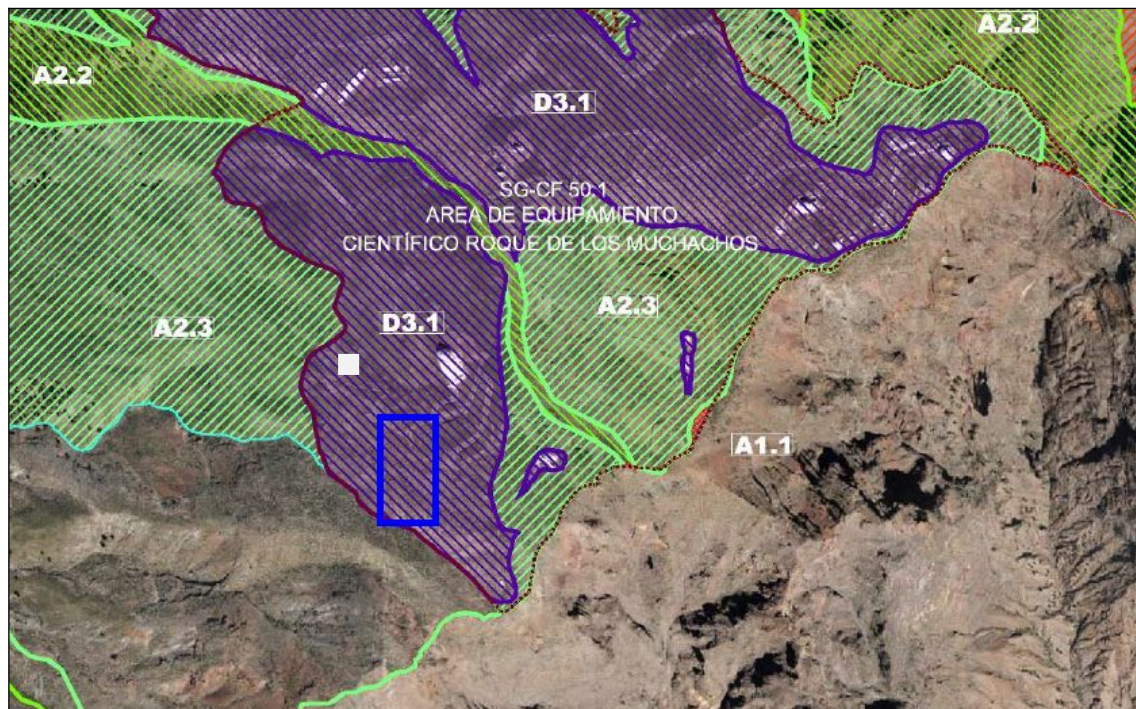 A2.2
A2.2
D3.1
SG-CF 50.1
AREA DE EQUIPAMIENTO
CIENTÍFICO ROQUE DE LOS MUCHACHOS
A2.3
A2.3
D3.1
A1.1